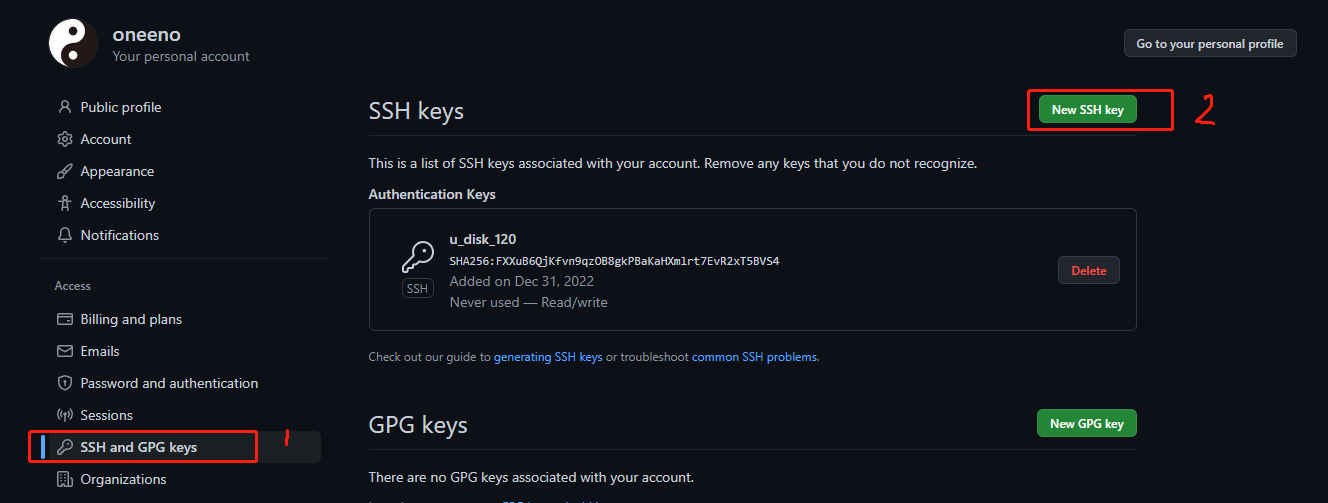 oneeno
Your personal account
Go to your personal profile
Public profile
Account
Appearance
Accessibility
Notifications
Access
Billing and plans
Emails
Password and authentication
Sessions
SSH and GPG keys
1
Organizations
SSH keys
New SSH key
2
This is a list of SSH keys associated with your account. Remove any keys that you do not recognize.
Authentication Keys
u_disk_120
SHA256:FXXuB6QjKfvn9qzOB8gkPBaKaHXm1rt7EvR2xT5BVS4
SSH
Added on Dec 31, 2022
Never used — Read/write
Delete
Check out our guide to generating SSH keys or troubleshoot common SSH problems.
GPG keys
New GPG key
There are no GPG keys associated with your account.